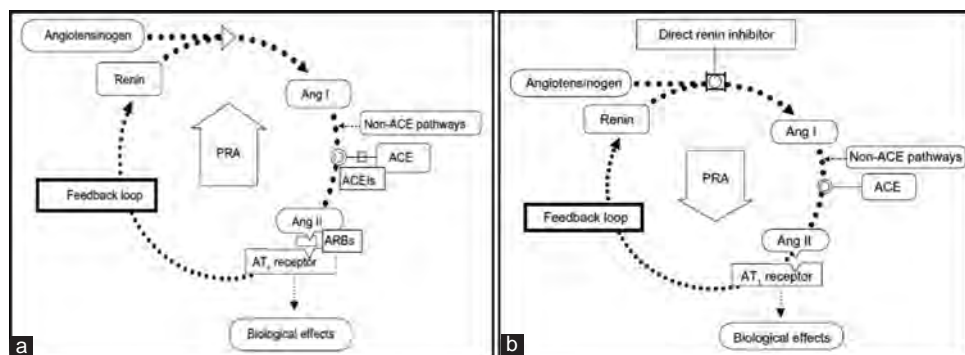 Angiotensinogen
Renin
Ang I
Non-ACE pathways
PRA
ACE
ACEIs
Feedback loop
Ang II
ARBs
AT₁ receptor
Biological effects
a
Direct renin inhibitor
Angiotensinogen
Renin
Ang I
Non-ACE pathways
PRA
ACE
Feedback loop
Ang II
AT₁ receptor
Biological effects
b